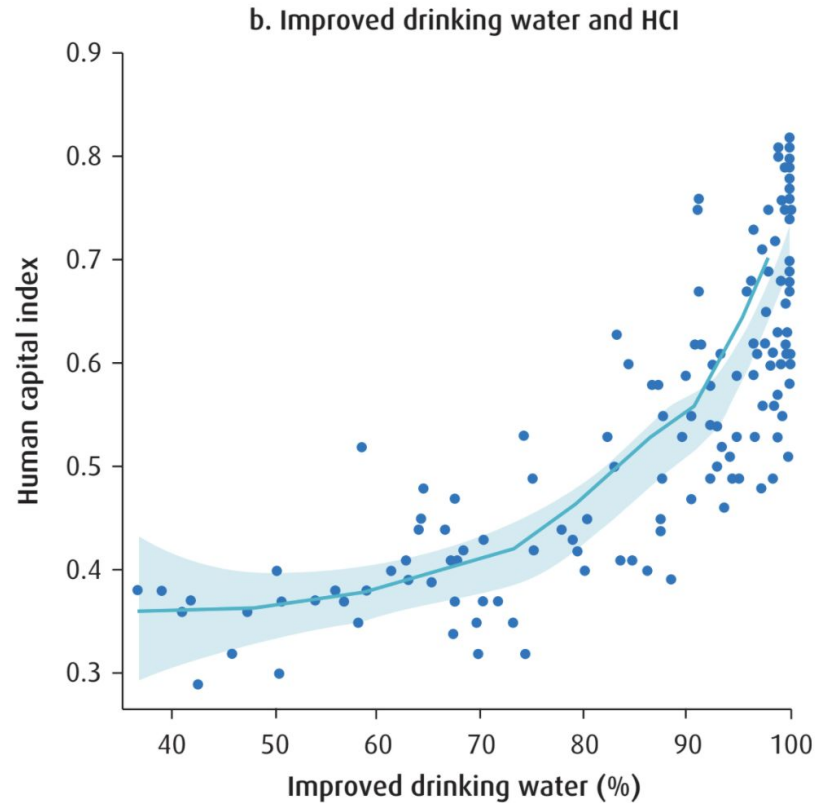 b. Improved drinking water and HCI
0.9
0.8
0.7
0.6
0.5
0.4
0.3
Human capital index
40 50 60 70 80 90 100
Improved drinking water (%)